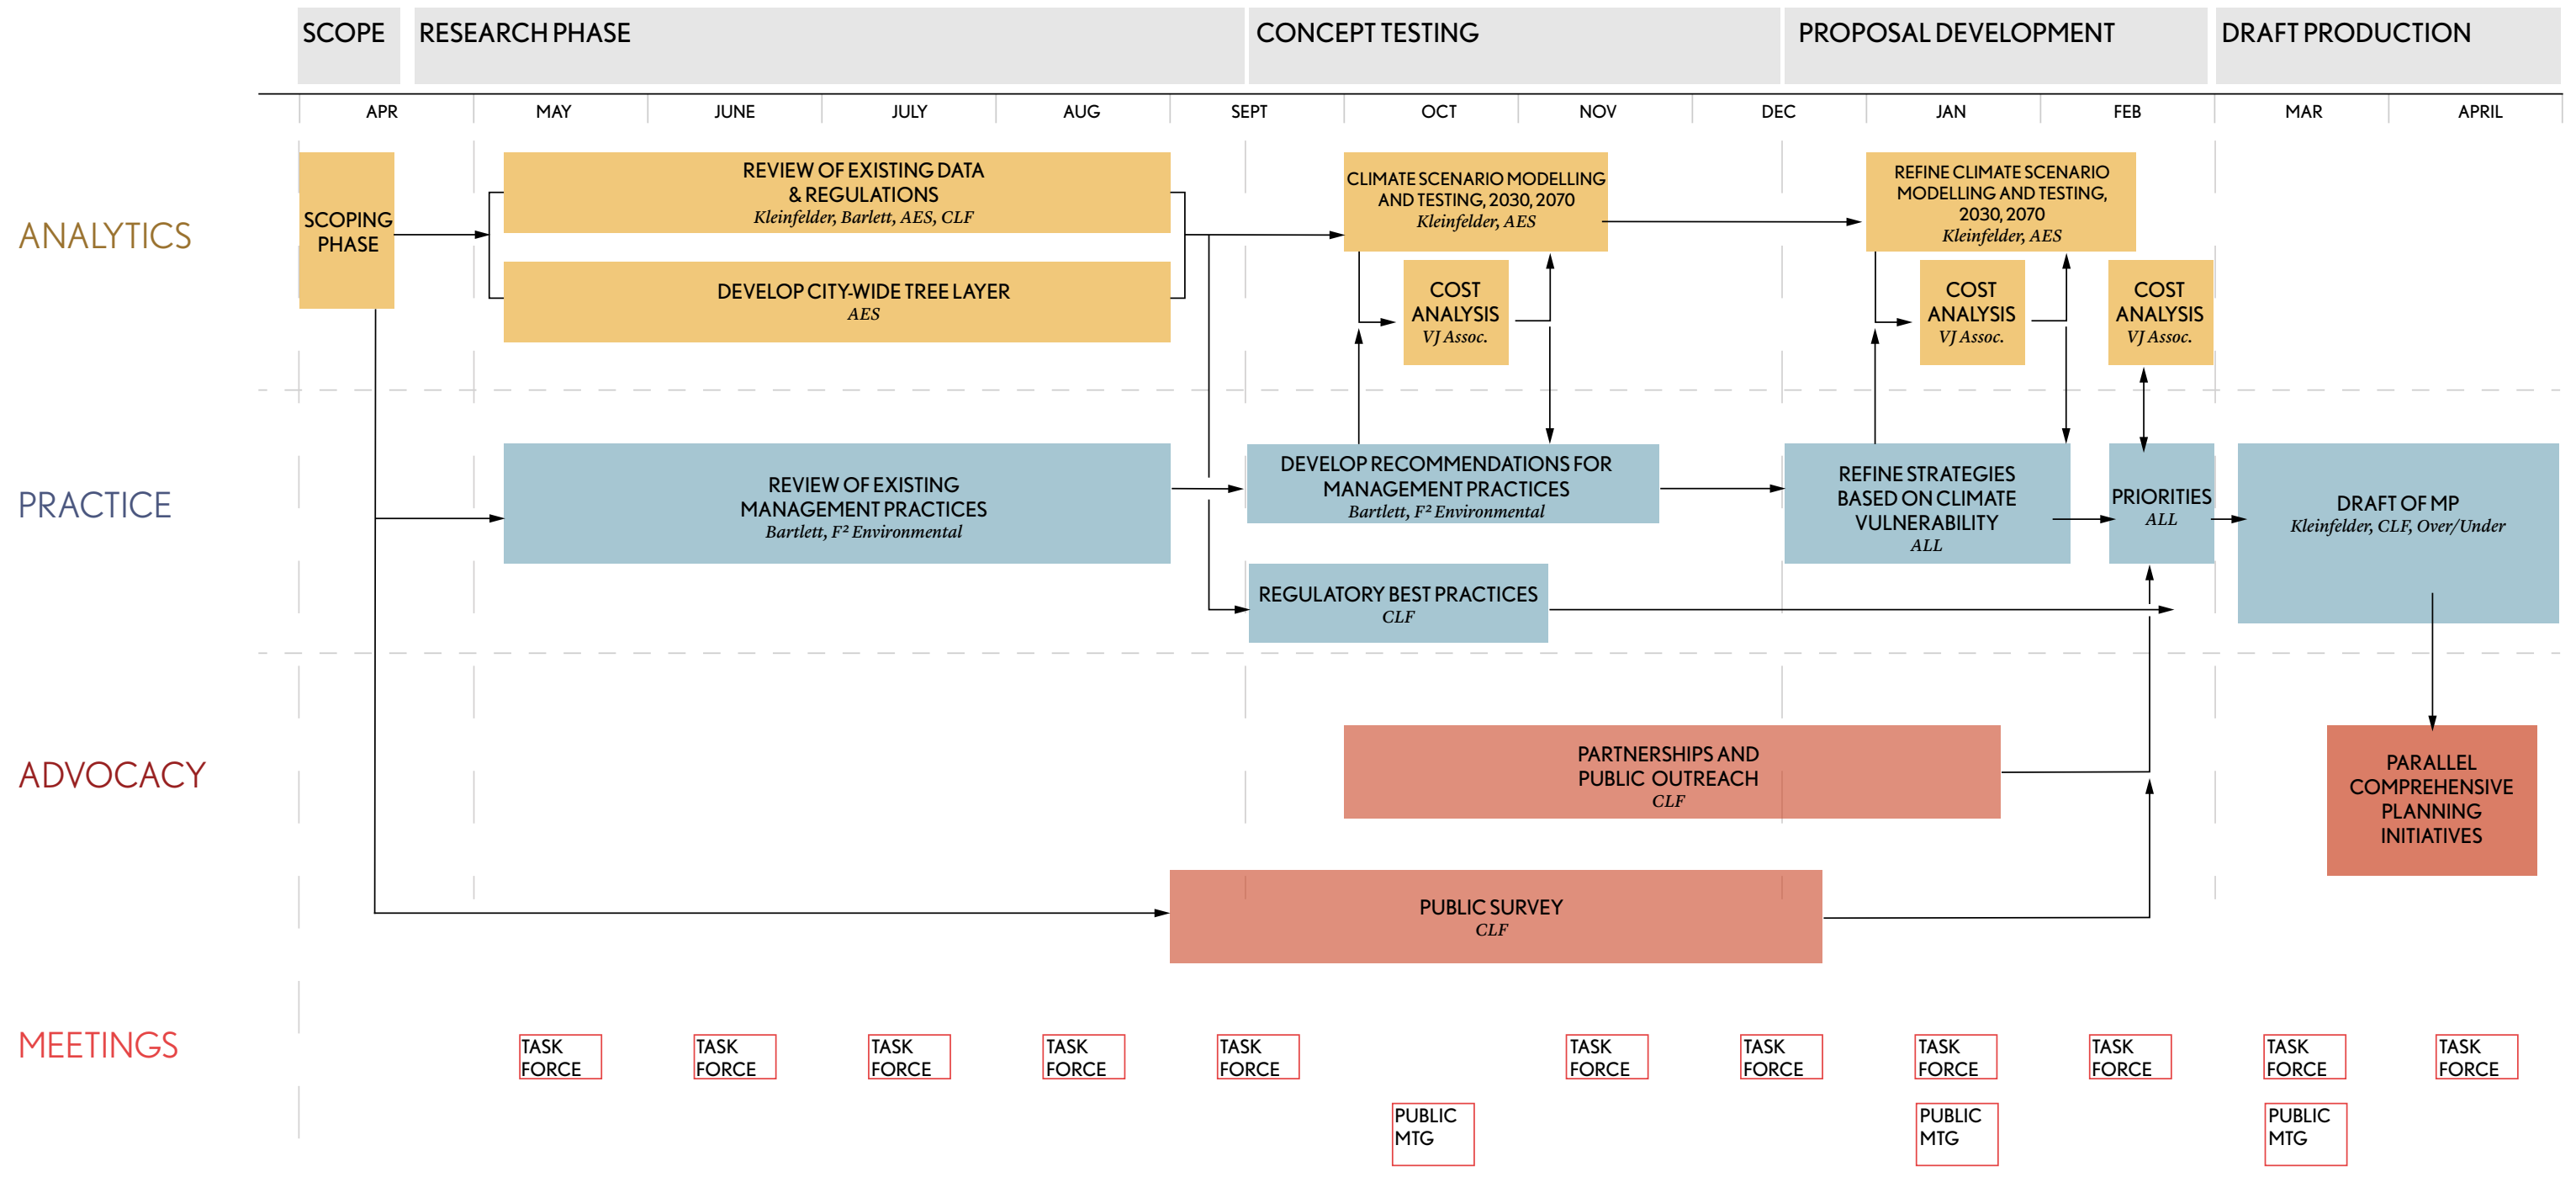 SCOPE
RESEARCH PHASE
CONCEPT TESTING
PROPOSAL DEVELOPMENT
DRAFT PRODUCTION
APR
MAY
JUNE
JULY
AUG
SEPT
OCT
NOV
DEC
JAN
FEB
MAR
APRIL
ANALYTICS
SCOPING
PHASE
REVIEW OF EXISTING DATA
& REGULATIONS
Kleinfelder, Barlett, AES, CLF
DEVELOP CITY-WIDE TREE LAYER
AES
CLIMATE SCENARIO MODELLING
AND TESTING, 2030, 2070
Kleinfelder, AES
COST
ANALYSIS
VJ Assoc.
REFINE CLIMATE SCENARIO
MODELLING AND TESTING,
2030, 2070
Kleinfelder, AES
COST
ANALYSIS
VJ Assoc.
COST
ANALYSIS
VJ Assoc.
PRACTICE
REVIEW OF EXISTING
MANAGEMENT PRACTICES
Bartlett, F² Environmental
DEVELOP RECOMMENDATIONS FOR
MANAGEMENT PRACTICES
Bartlett, F² Environmental
REGULATORY BEST PRACTICES
CLF
REFINE STRATEGIES
BASED ON CLIMATE
VULNERABILITY
ALL
PRIORITIES
ALL
DRAFT OF MP
Kleinfelder, CLF, Over/Under
ADVOCACY
PARTNERSHIPS AND
PUBLIC OUTREACH
CLF
PARALLEL
COMPREHENSIVE
PLANNING
INITIATIVES
PUBLIC SURVEY
CLF
MEETINGS
TASK
FORCE
TASK
FORCE
TASK
FORCE
TASK
FORCE
TASK
FORCE
TASK
FORCE
TASK
FORCE
TASK
FORCE
TASK
FORCE
TASK
FORCE
TASK
FORCE
PUBLIC
MTG
PUBLIC
MTG
PUBLIC
MTG